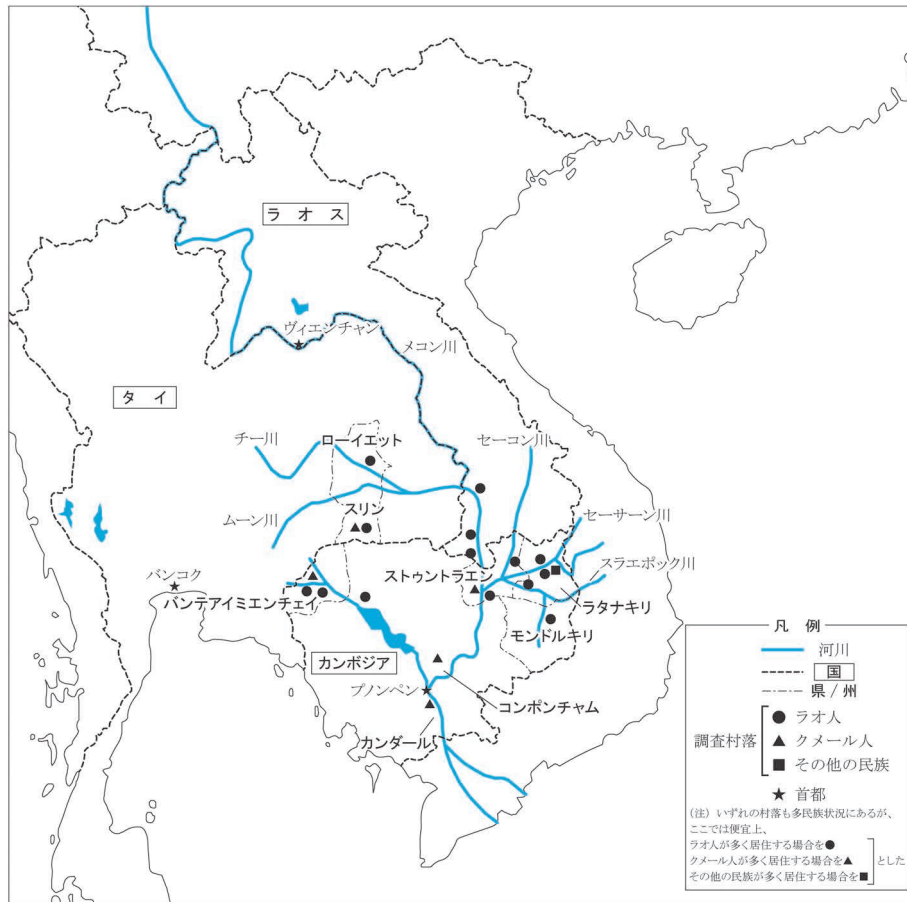 ラオス
ヴィエンチャン
メコン川
タイ
チー川
ローイエット
セーコン川
ムーン川
スリン
セーサーン川
ストゥントラエン
スラエポック川
バンコク
バンテアイミエンチェイ
ラタナキリ
モンドルキリ
カンボジア
プノンペン
コンポンチャム
カンダール
凡 例
河川
国
県 / 州
調査村落
ラオ人
クメール人
その他の民族
首都
(注) いずれの村落も多民族状況にあるが、
ここでは便宜上、
ラオ人が多く居住する場合を●
クメール人が多く居住する場合を▲ とした
その他の民族が多く居住する場合を■